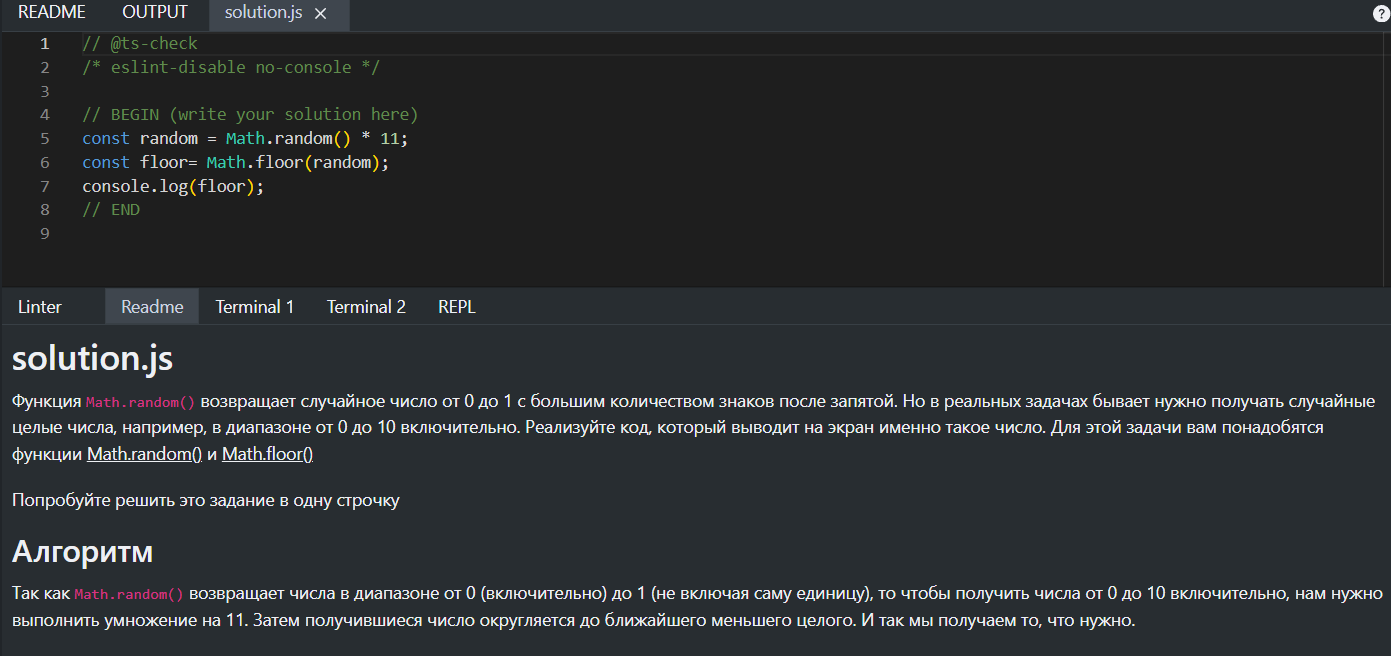 README OUTPUT solution.js ×
?
1 // @ts-check
2 /* eslint-disable no-console */
3
4 // BEGIN (write your solution here)
5 const random = Math.random() * 11;
6 const floor= Math.floor(random);
7 console.log(floor);
8 // END
9
Linter Readme Terminal 1 Terminal 2 REPL
solution.js
Функция Math.random() возвращает случайное число от 0 до 1 с большим количеством знаков после запятой. Но в реальных задачах бывает нужно получать случайные
целые числа, например, в диапазоне от 0 до 10 включительно. Реализуйте код, который выводит на экран именно такое число. Для этой задачи вам понадобятся
функции Math.random() и Math.floor()
Попробуйте решить это задание в одну строчку
Алгоритм
Так как Math.random() возвращает числа в диапазоне от 0 (включительно) до 1 (не включая саму единицу), то чтобы получить числа от 0 до 10 включительно, нам нужно
выполнить умножение на 11. Затем получившиеся число округляется до ближайшего меньшего целого. И так мы получаем то, что нужно.